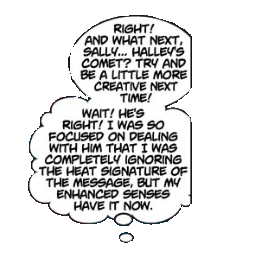 RIGHT!
AND WHAT NEXT,
SALLY... HALLEY'S
COMET? TRY AND
BE A LITTLE MORE
CREATIVE NEXT
TIME!
WAIT! HE'S
RIGHT! I WAS SO
FOCUSED ON DEALING
WITH HIM THAT I WAS
COMPLETELY IGNORING
THE HEAT SIGNATURE OF
THE MESSAGE, BUT MY
ENHANCED SENSES
HAVE IT NOW.